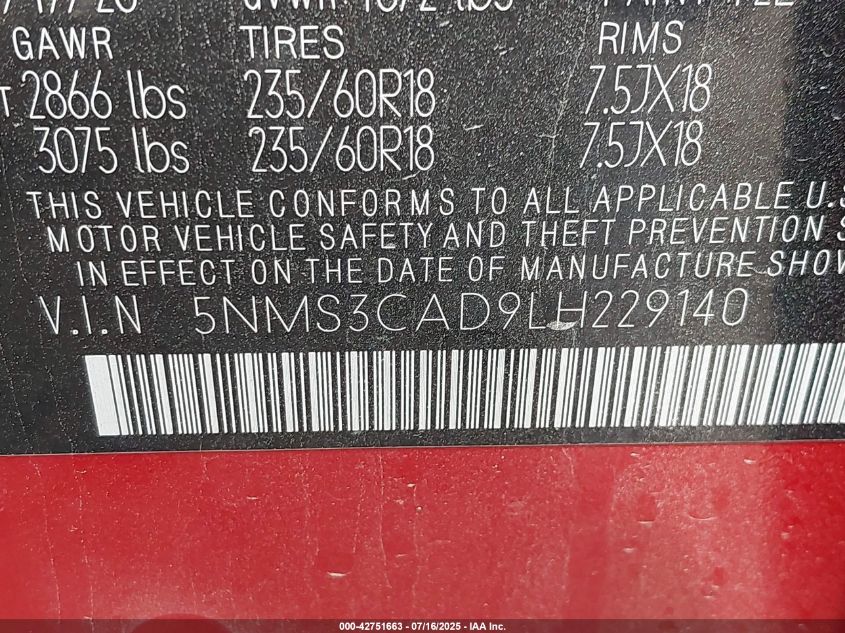 GAWR TIRES RIMS
T 2866 lbs 235/60R18 7.5JX18
3075 lbs 235/60R18 7.5JX18
THIS VEHICLE CONFORMS TO ALL APPLICABLE U.S
MOTOR VEHICLE SAFETY AND THEFT PREVENTION S
IN EFFECT ON THE DATE OF MANUFACTURE SHOW
V.I.N 5NMS3CAD9LH229140
000-42751663 - 07/16/2025 - IAA Inc.